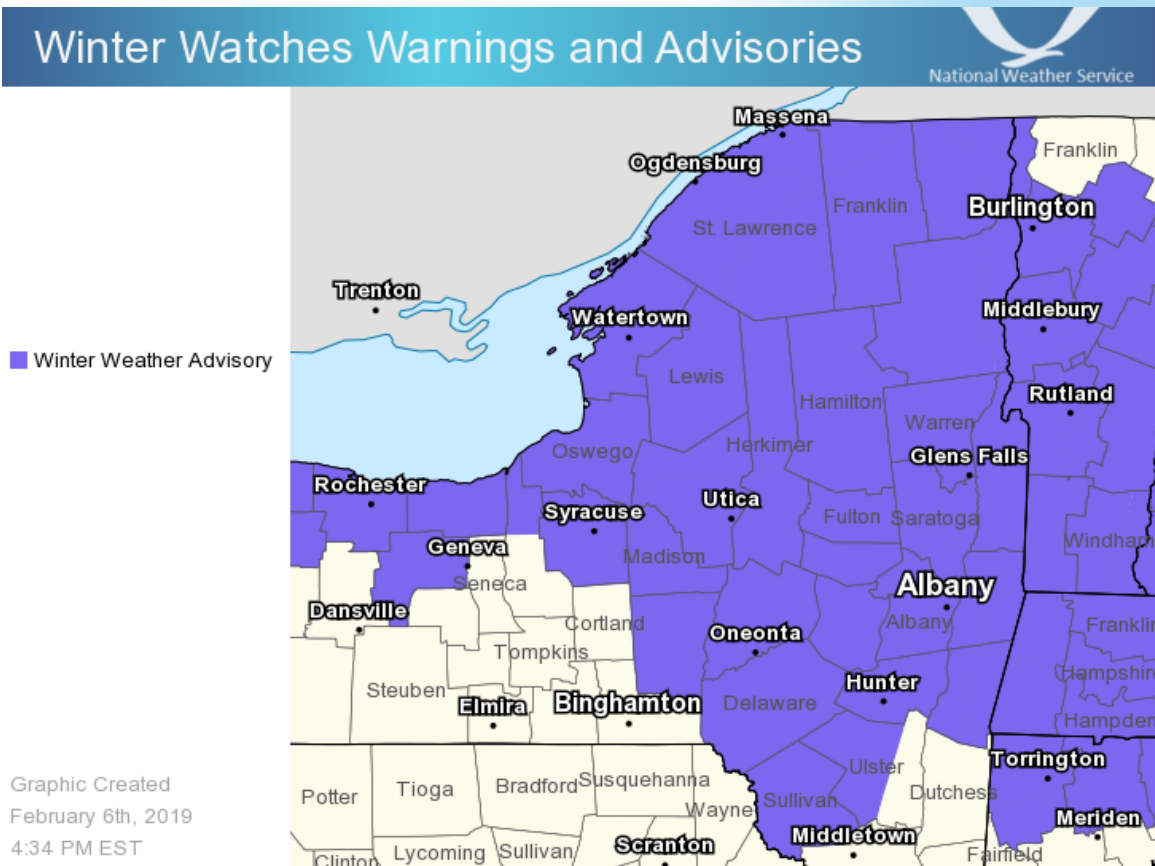 Winter Watches Warnings and Advisories
National Weather Service
Massena
Franklin
Ogdensburg
Franklin
Burlington
St. Lawrence
Trenton
Watertown
Middlebury
Winter Weather Advisory
Lewis
Rutland
Hamilton
Warren
Herkimer
Oswego
Glens Falls
Rochester
Utica
Syracuse
Fulton
Saratoga
Geneva
Madison
Windham
Seneca
Albany
Dansville
Cortland
Albany
Franklin
Oneonta
Tompkins
Hampshire
Steuben
Hunter
Elmira
Binghamton
Delaware
Hampden
Torrington
Ulster
Graphic Created
Potter
Tioga
Bradford
Susquehanna
Dutchess
Wayne
Sullivan
February 6th, 2019
Meriden
Middletown
4:34 PM EST
Clinton
Lycoming
Sullivan
Scranton
Fairfield